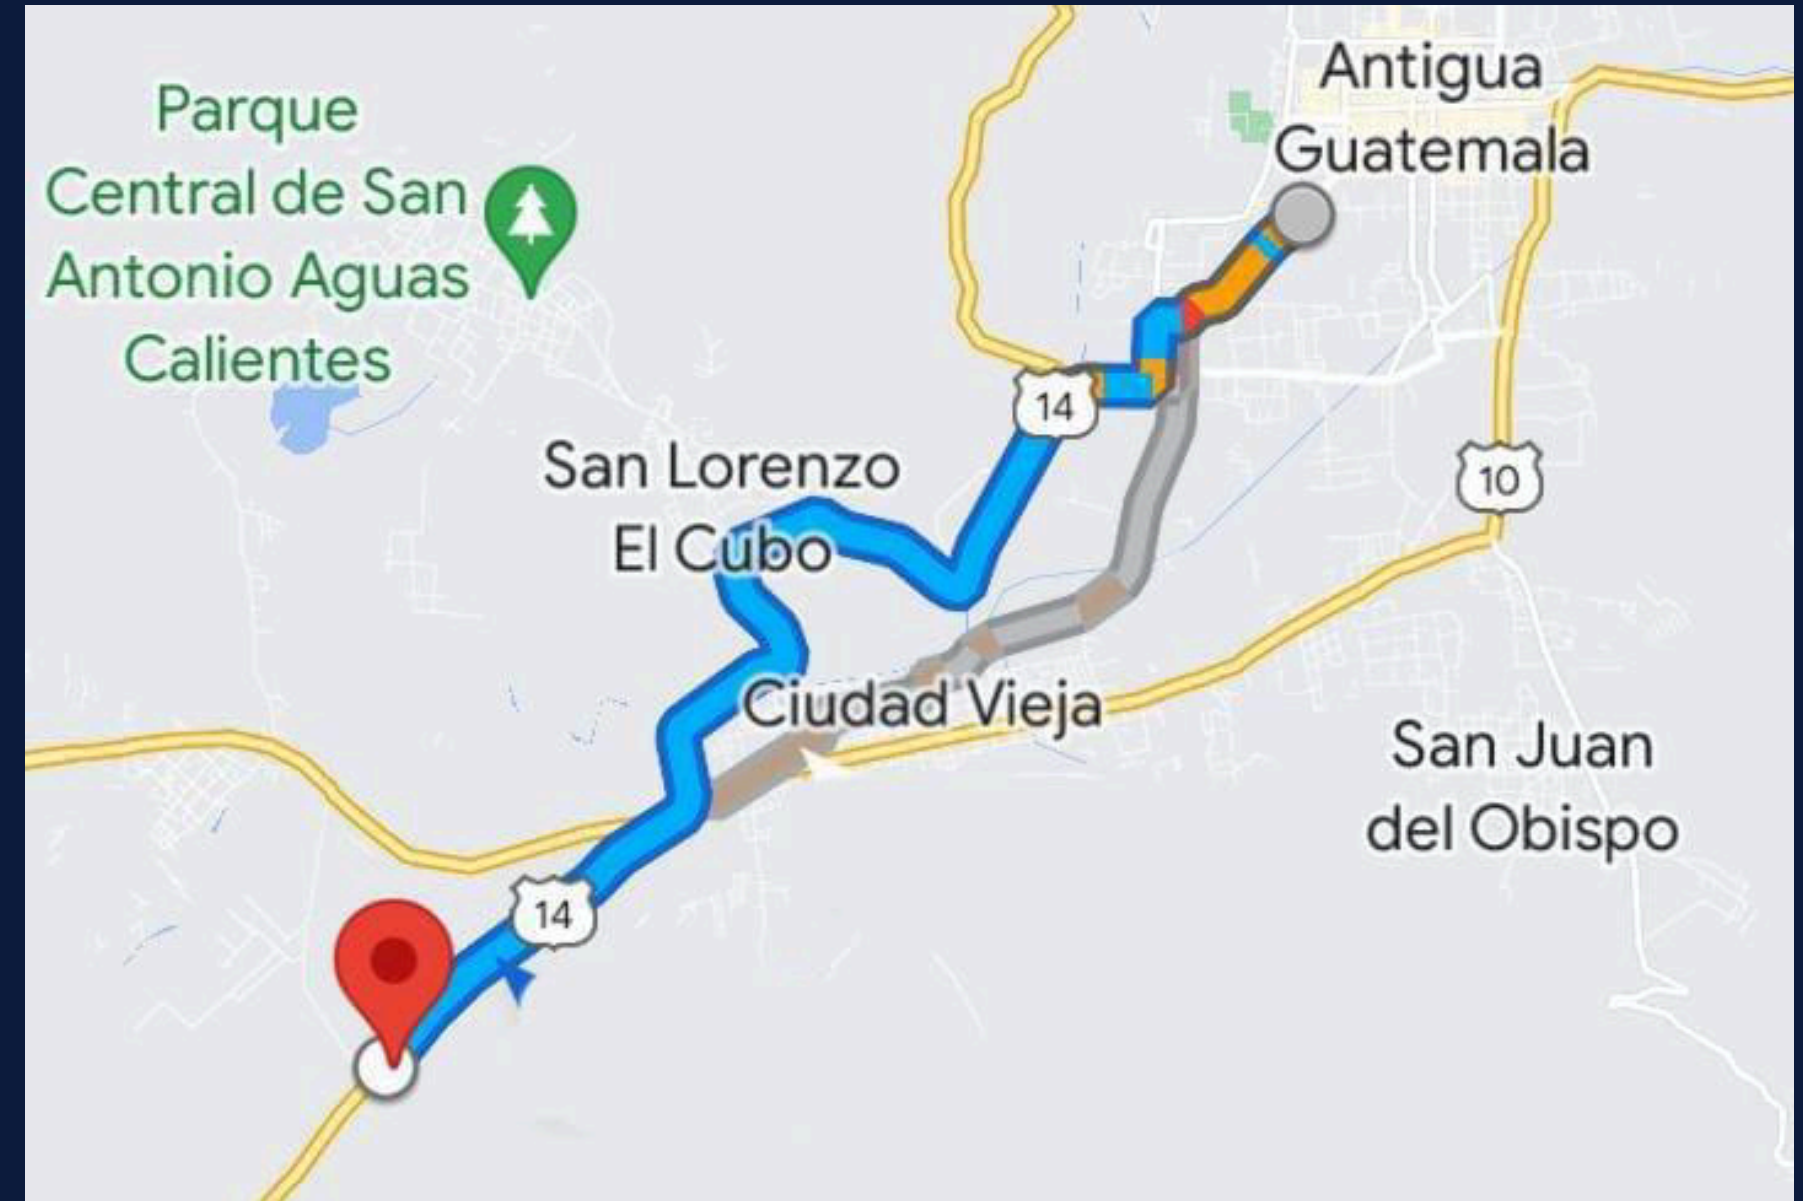 Antigua
Guatemala
Parque
Central de San
Antonio Aguas
Calientes
14
San Lorenzo
El Cubo
10
Ciudad Vieja
San Juan
del Obispo
14